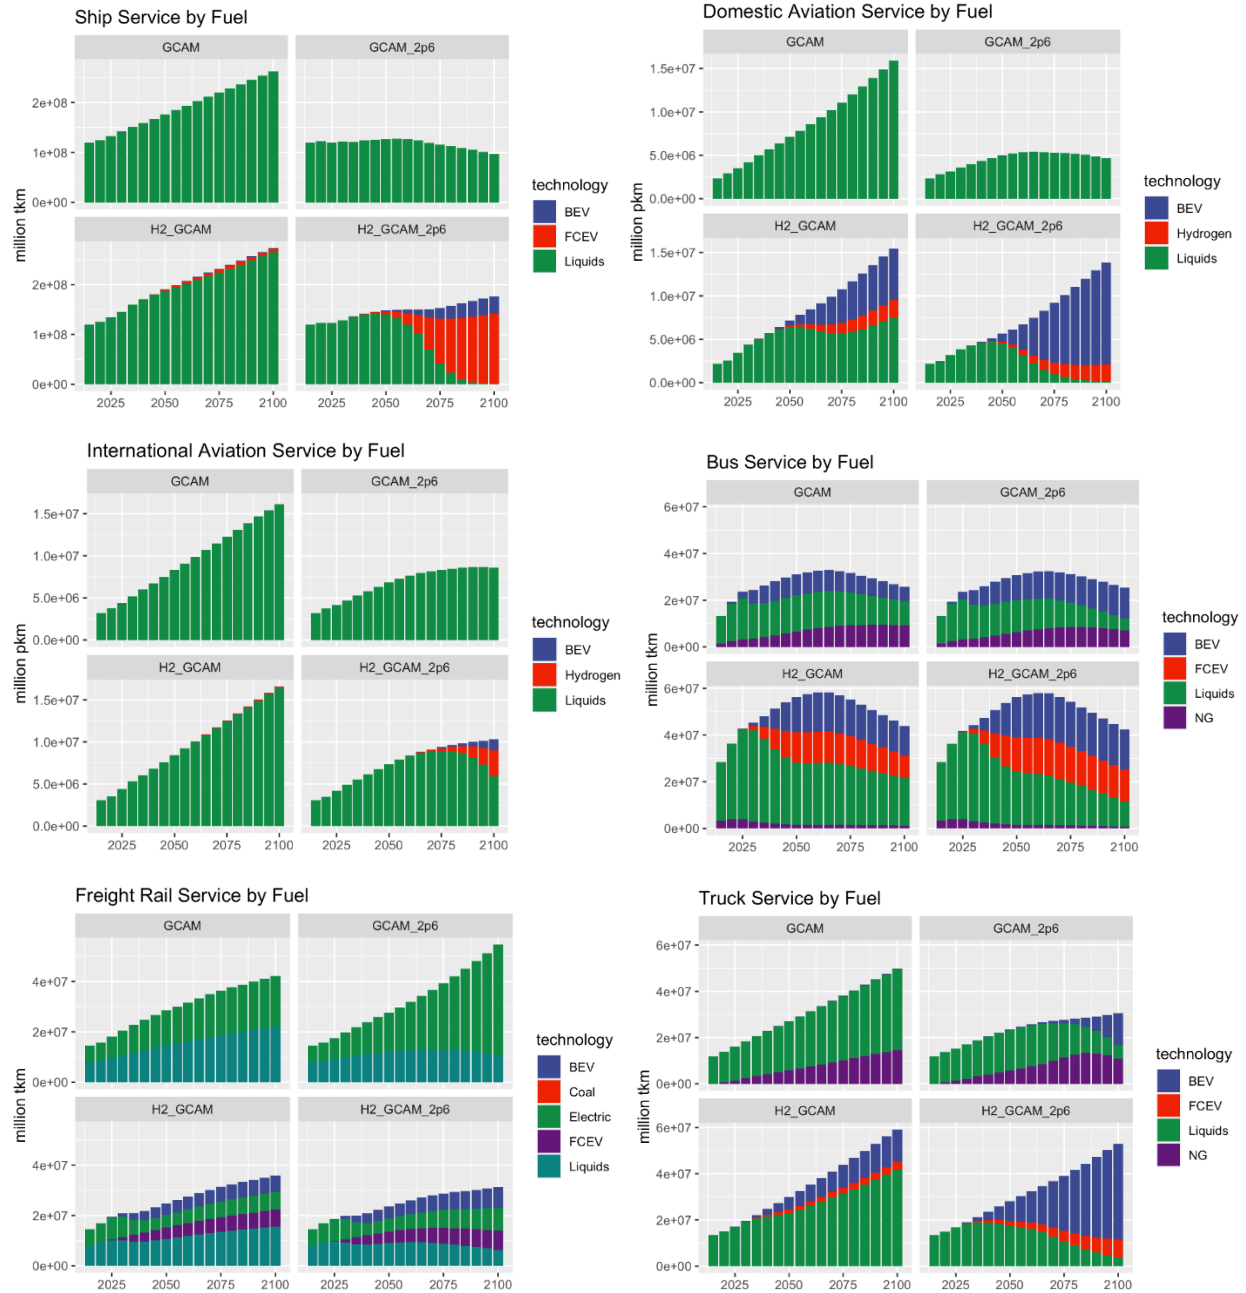 Ship Service by Fuel
GCAM
GCAM_2p6
2e+08
1e+08
0e+00
H2_GCAM
H2_GCAM_2p6
2e+08
1e+08
0e+00
2025 2050 2075 2100
2025 2050 2075 2100
million tkm
technology
BEV
FCEV
Liquids
Domestic Aviation Service by Fuel
GCAM
GCAM_2p6
1.5e+07
1.0e+07
5.0e+06
0.0e+00
H2_GCAM
H2_GCAM_2p6
1.5e+07
1.0e+07
5.0e+06
0.0e+00
2025 2050 2075 2100
2025 2050 2075 2100
million pkm
technology
BEV
Hydrogen
Liquids
International Aviation Service by Fuel
GCAM
GCAM_2p6
1.5e+07
1.0e+07
5.0e+06
0.0e+00
H2_GCAM
H2_GCAM_2p6
1.5e+07
1.0e+07
5.0e+06
0.0e+00
2025 2050 2075 2100
2025 2050 2075 2100
million pkm
technology
BEV
Hydrogen
Liquids
Bus Service by Fuel
GCAM
GCAM_2p6
6e+07
4e+07
2e+07
0e+00
H2_GCAM
H2_GCAM_2p6
6e+07
4e+07
2e+07
0e+00
2025 2050 2075 2100
2025 2050 2075 2100
million tkm
technology
BEV
FCEV
Liquids
NG
Freight Rail Service by Fuel
GCAM
GCAM_2p6
4e+07
2e+07
0e+00
H2_GCAM
H2_GCAM_2p6
4e+07
2e+07
0e+00
2025 2050 2075 2100
2025 2050 2075 2100
million tkm
technology
BEV
Coal
Electric
FCEV
Liquids
Truck Service by Fuel
GCAM
GCAM_2p6
6e+07
4e+07
2e+07
0e+00
H2_GCAM
H2_GCAM_2p6
6e+07
4e+07
2e+07
0e+00
2025 2050 2075 2100
2025 2050 2075 2100
million tkm
technology
BEV
FCEV
Liquids
NG